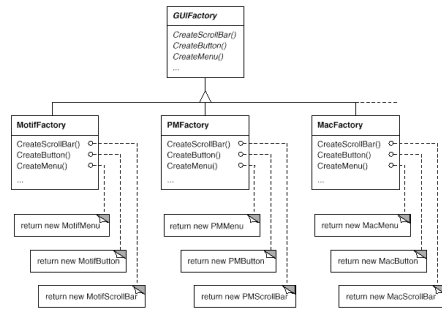 GUIFactory
CreateScrollBar()
CreateButton()
CreateMenu()
...
MotifFactory
CreateScrollBar()
CreateButton()
CreateMenu()
...
PMFactory
CreateScrollBar()
CreateButton()
CreateMenu()
...
MacFactory
CreateScrollBar()
CreateButton()
CreateMenu()
...
return new MotifMenu
return new PMMenu
return new MacMenu
return new MotifButton
return new PMButton
return new MacButton
return new MotifScrollBar
return new PMScrollBar
return new MacScrollBar